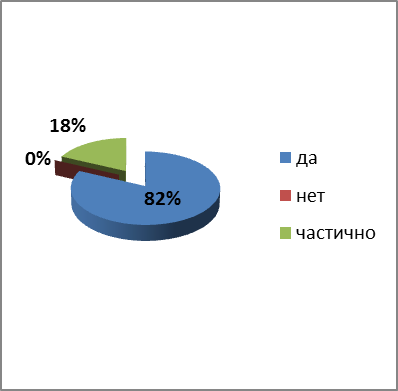 18%
0%
82%
да
нет
частично